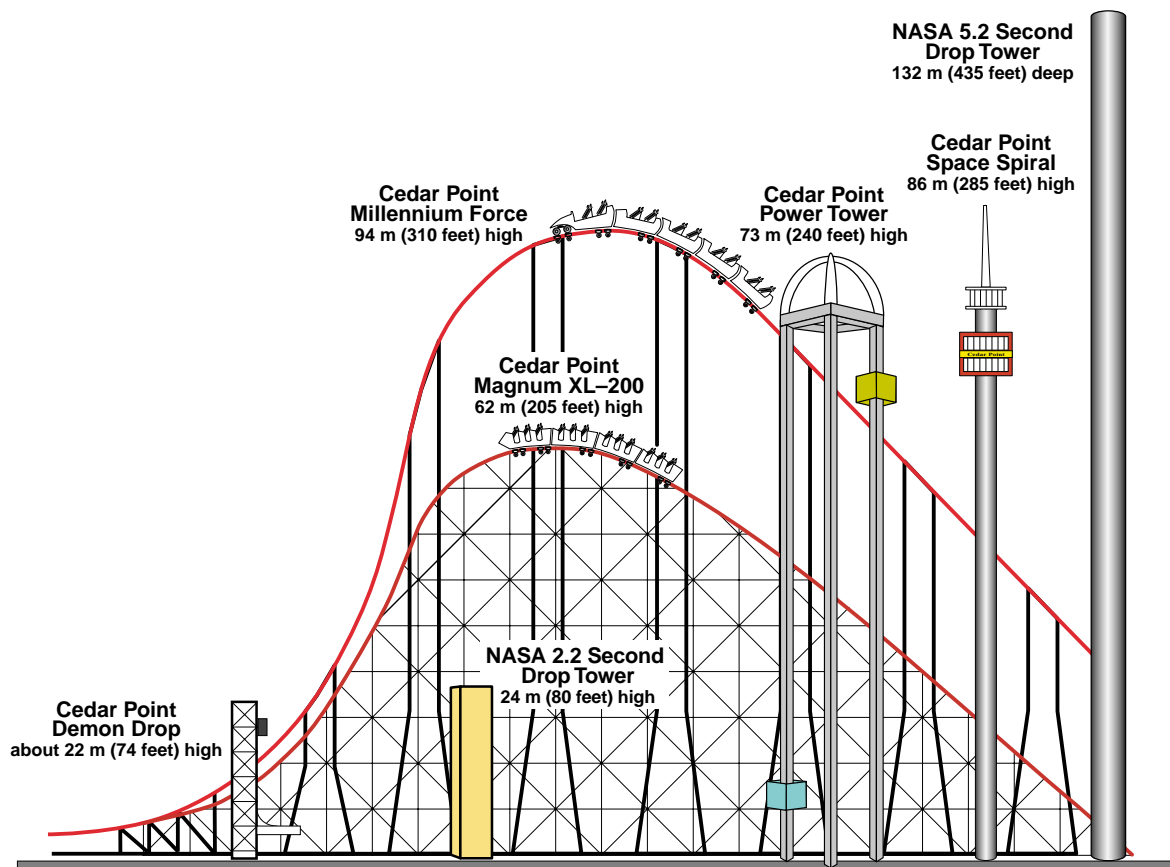 NASA 5.2 Second
Drop Tower
132 m (435 feet) deep
Cedar Point
Space Spiral
86 m (285 feet) high
Cedar Point
Millennium Force
94 m (310 feet) high
Cedar Point
Power Tower
73 m (240 feet) high
Cedar Point
Cedar Point
Magnum XL–200
62 m (205 feet) high
NASA 2.2 Second
Drop Tower
24 m (80 feet) high
Cedar Point
Demon Drop
about 22 m (74 feet) high